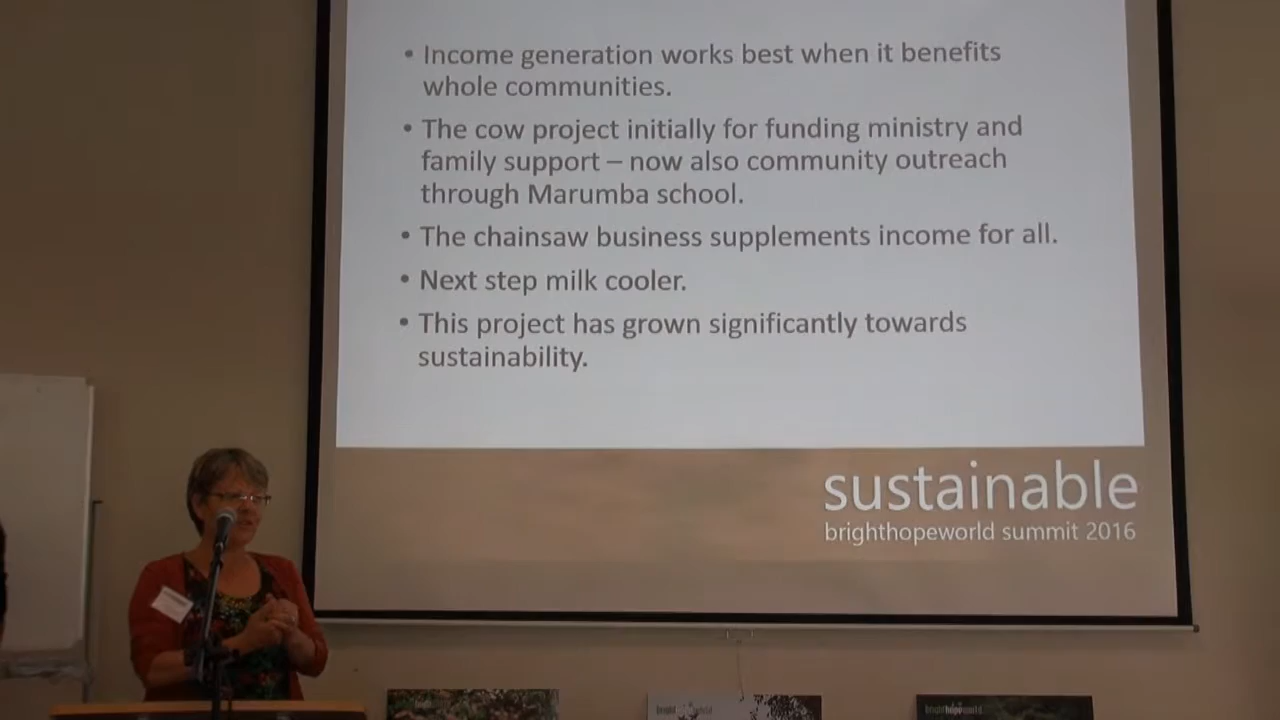 • Income generation works best when it benefits
whole communities.
• The cow project initially for funding ministry and
family support – now also community outreach
through Marumba school.
• The chainsaw business supplements income for all.
• Next step milk cooler.
• This project has grown significantly towards
sustainability.
sustainable
brighthopeworld summit 2016
brighthopeworld